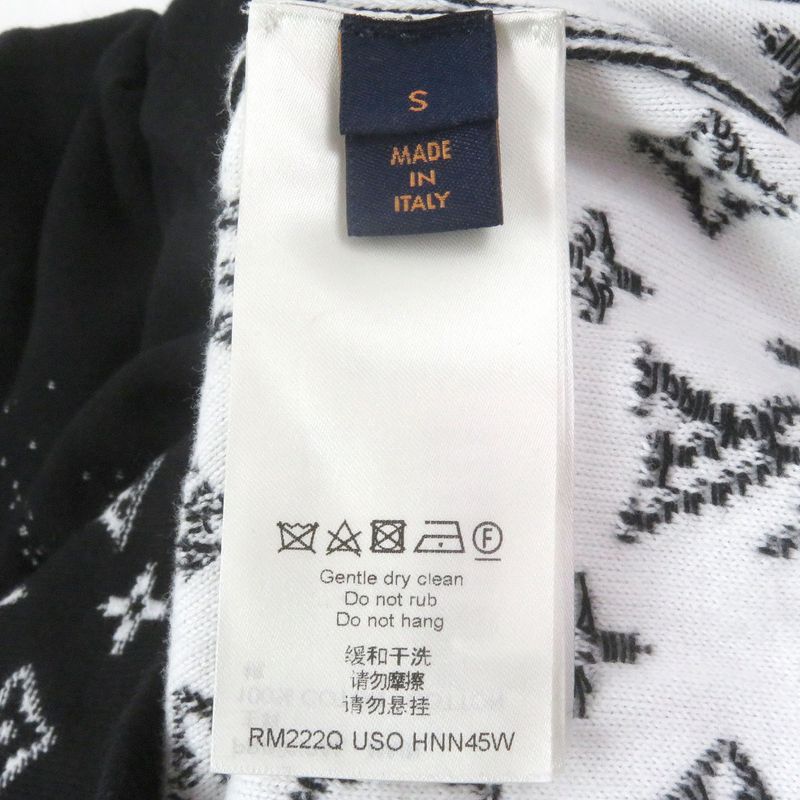 S
MADE
IN
ITALY
F
Gentle dry clean
Do not rub
Do not hang
缓和干洗
请勿摩擦
请勿悬挂
RM222Q USO HNN45W